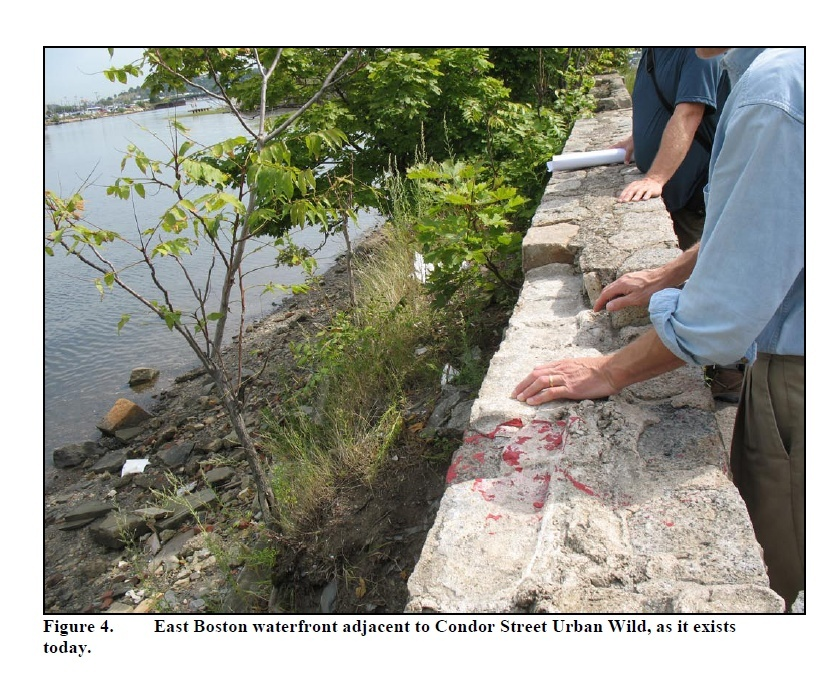 Figure 4. East Boston waterfront adjacent to Condor Street Urban Wild, as it exists
today.